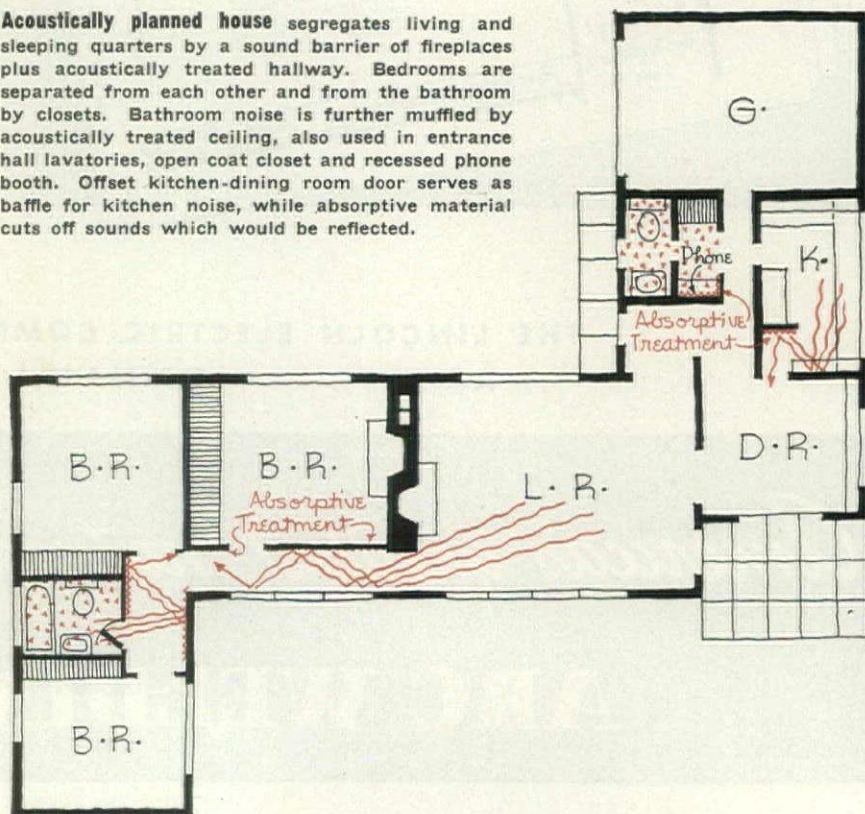 Acoustically planned house segregates living and
sleeping quarters by a sound barrier of fireplaces
plus acoustically treated hallway. Bedrooms are
separated from each other and from the bathroom
by closets. Bathroom noise is further muffled by
acoustically treated ceiling, also used in entrance
hall lavatories, open coat closet and recessed phone
booth. Offset kitchen-dining room door serves as
baffle for kitchen noise, while absorptive material
cuts off sounds which would be reflected.
G.
Phone
K.
Absorptive
Treatment
B.R.
B.R.
L.R.
D.R.
Absorptive
Treatment
B.R.
THE LINCOLN ELECTRIC COM